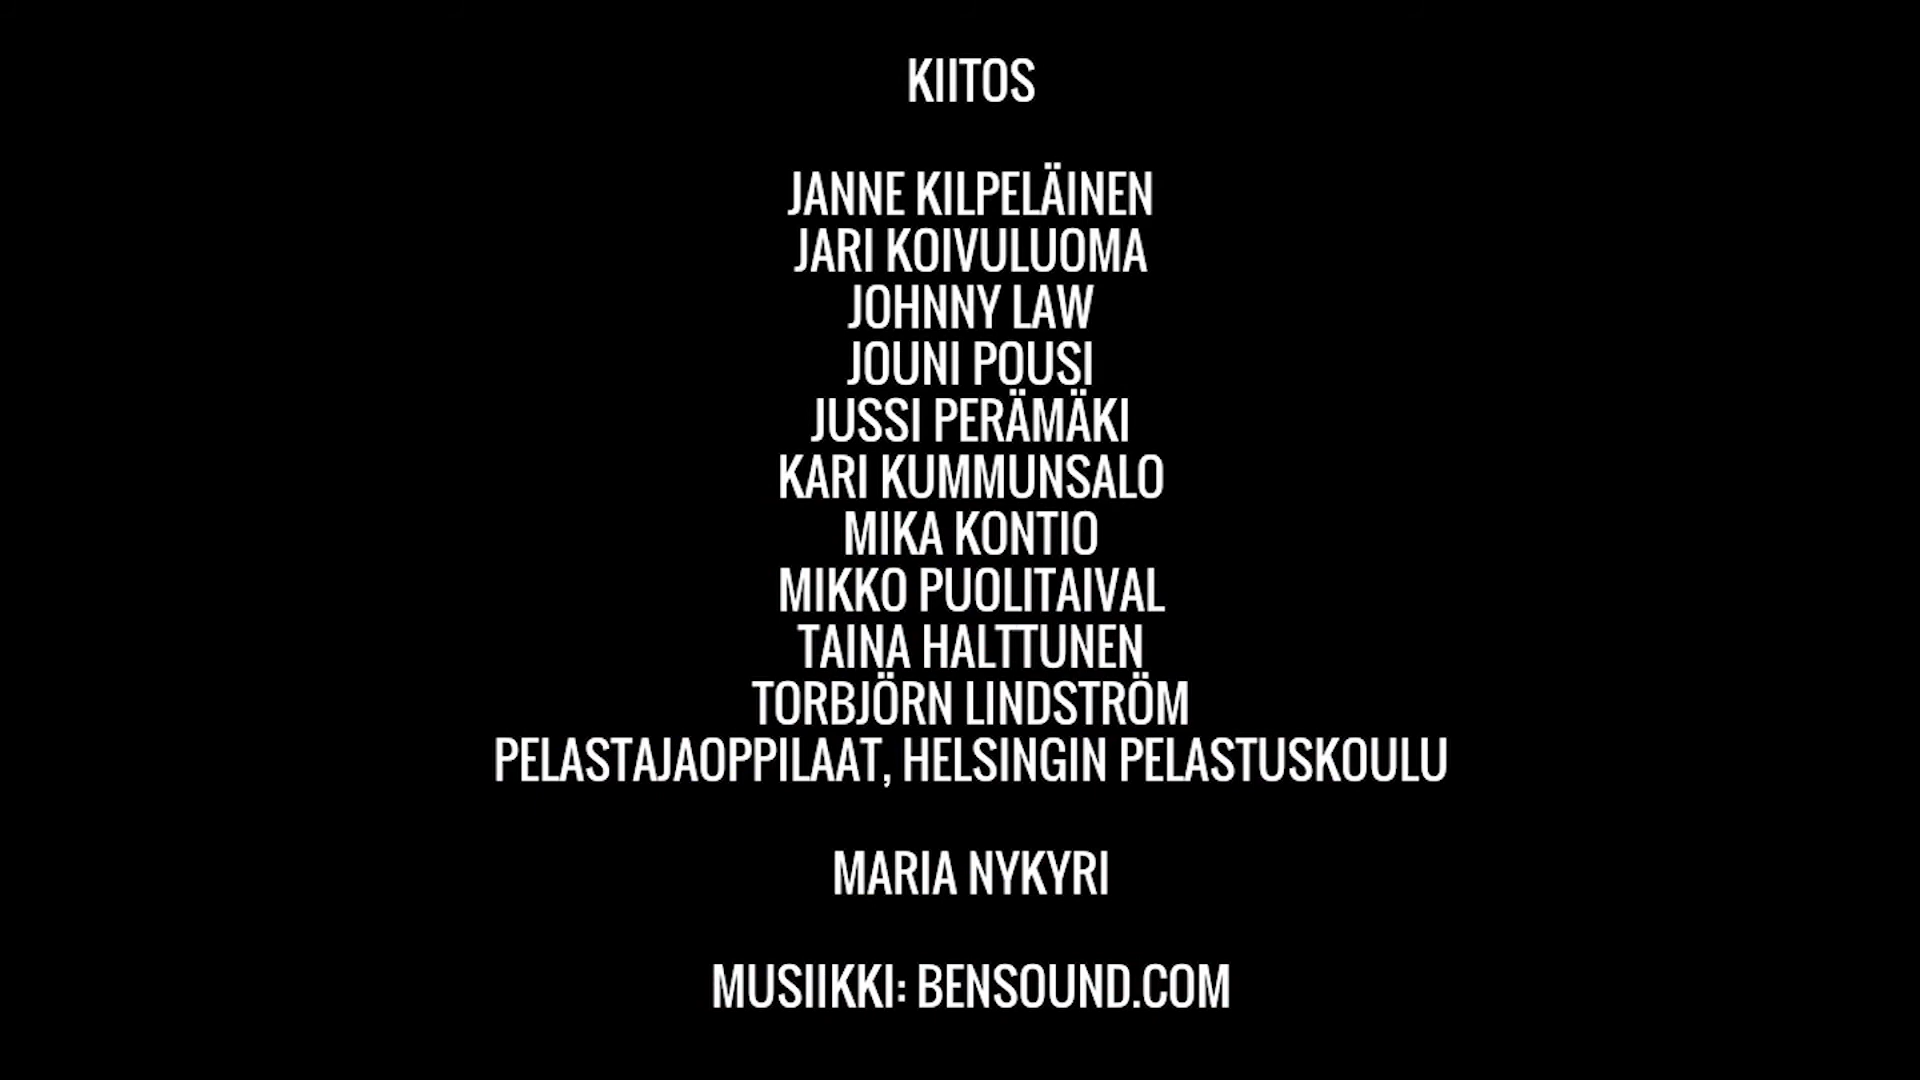 KIITOS
JANNE KILPELÄINEN
JARI KOIVULUOMA
JOHNNY LAW
JOUNI POUSI
JUSSI PERÄMÄKI
KARI KUMMUNSALO
MIKA KONTIO
MIKKO PUOLITAIVAL
TAINA HALTTUNEN
TORBJÖRN LINDSTRÖM
PELASTAJAOPPILAAT, HELSINGIN PELASTUSKOULU
MARIA NYKYRI
MUSIIKKI: BENSOUND.COM